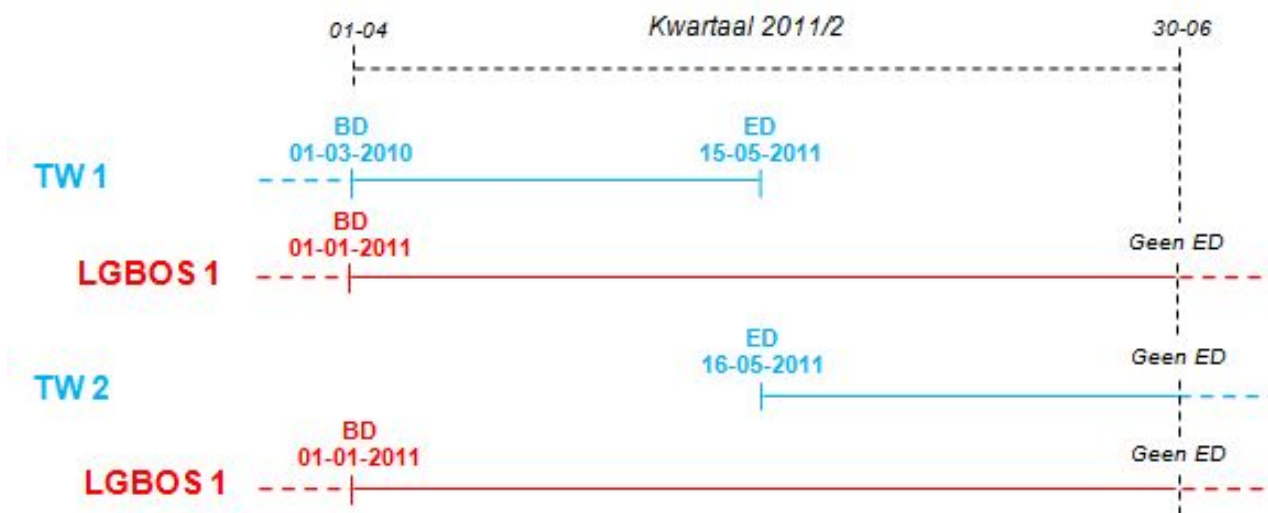 01-04 Kwartaal 2011/2 30-06
BD ED
01-03-2010 15-05-2011
TW 1
BD
01-01-2011 Geen ED
LGBOS 1
ED
16-05-2011 Geen ED
TW 2
BD
01-01-2011 Geen ED
LGBOS 1